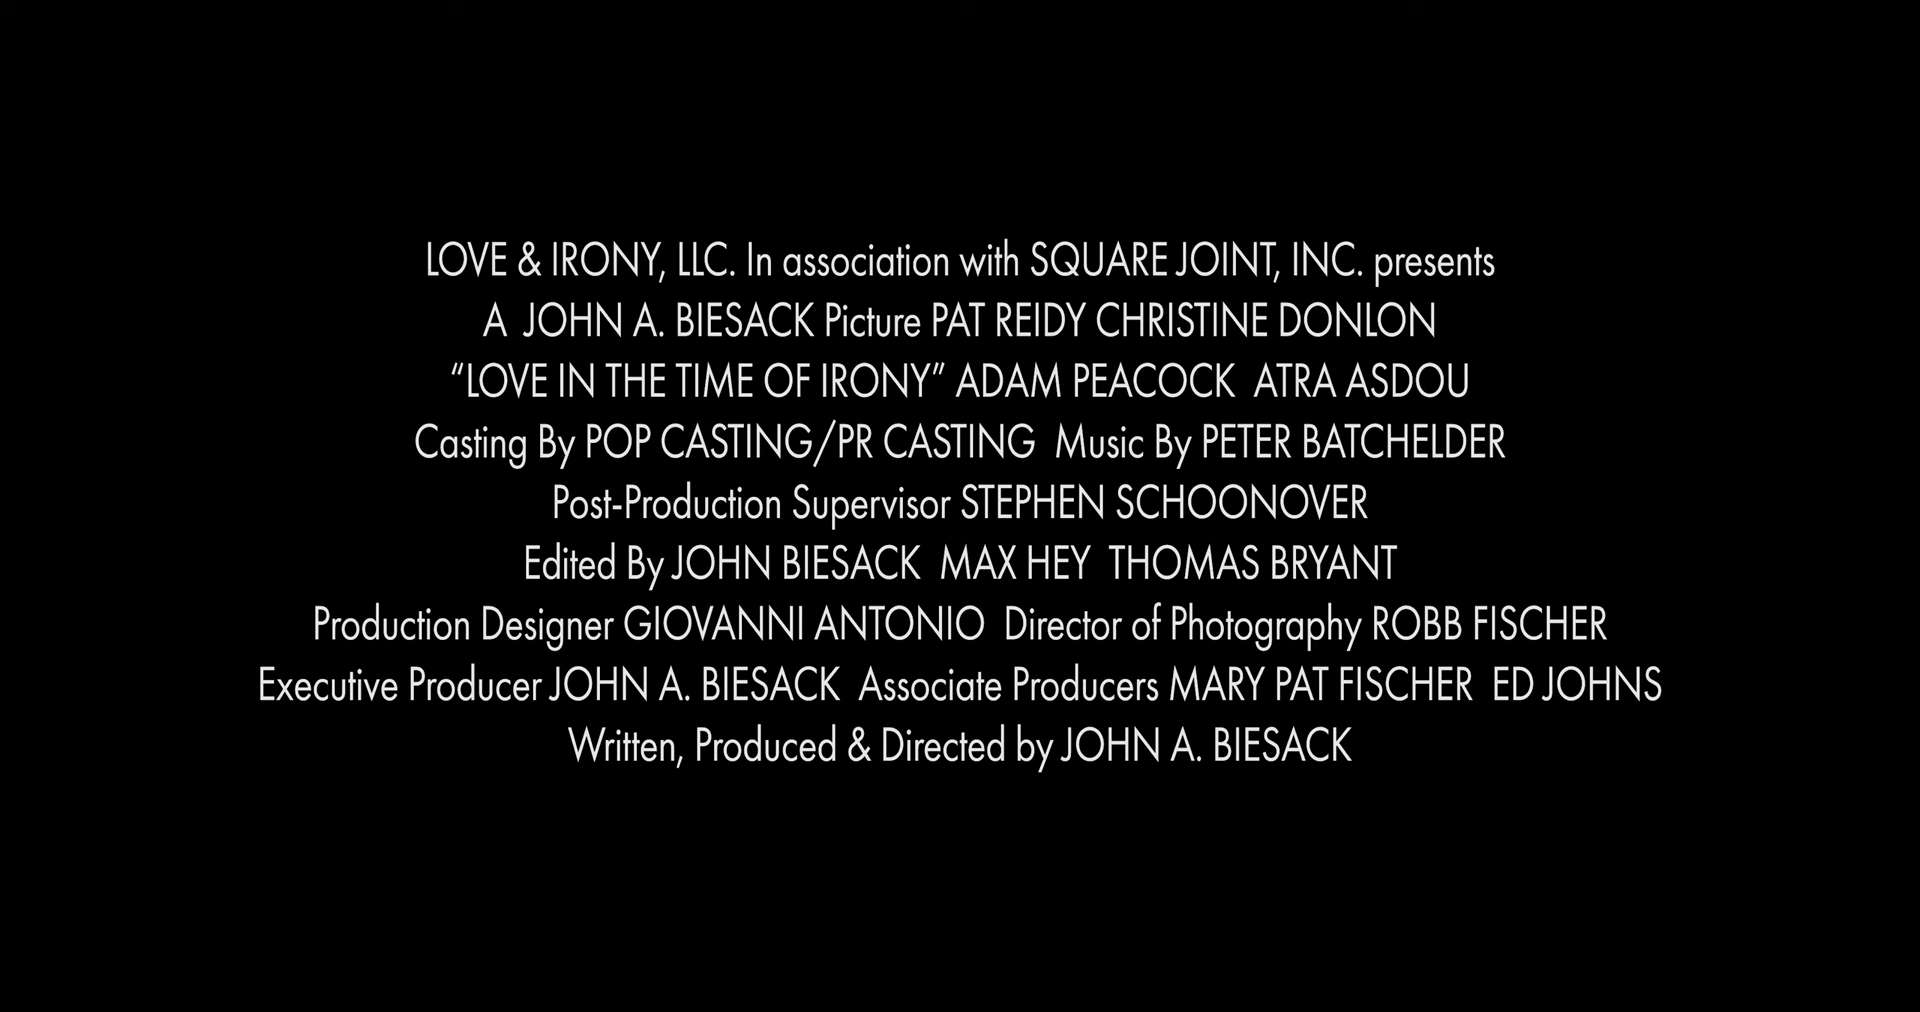 LOVE & IRONY, LLC. In association with SQUARE JOINT, INC. presents
A JOHN A. BIESACK Picture PAT REIDY CHRISTINE DONLON
“LOVE IN THE TIME OF IRONY” ADAM PEACOCK ATRA ASDOU
Casting By POP CASTING/PR CASTING Music By PETER BATCHELDER
Post-Production Supervisor STEPHEN SCHOONOVER
Edited By JOHN BIESACK MAX HEY THOMAS BRYANT
Production Designer GIOVANNI ANTONIO Director of Photography ROBB FISCHER
Executive Producer JOHN A. BIESACK Associate Producers MARY PAT FISCHER ED JOHNS
Written, Produced & Directed by JOHN A. BIESACK